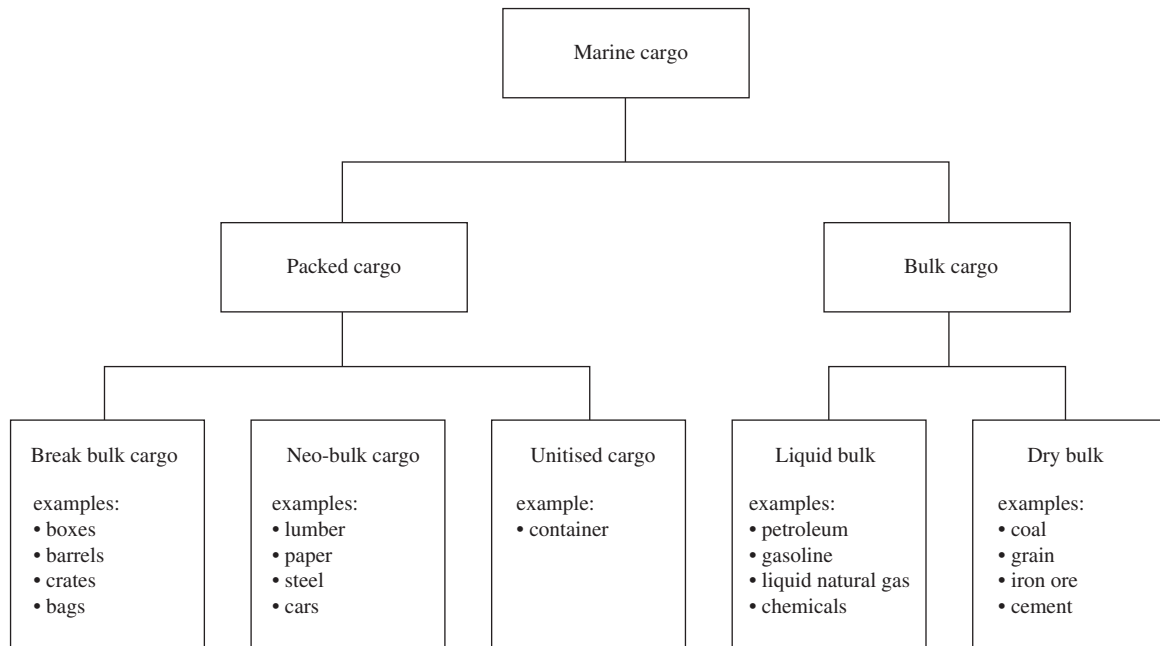 Marine cargo
Packed cargo
Bulk cargo
Break bulk cargo
examples:
• boxes
• barrels
• crates
• bags
Neo-bulk cargo
examples:
• lumber
• paper
• steel
• cars
Unitised cargo
example:
• container
Liquid bulk
examples:
• petroleum
• gasoline
• liquid natural gas
• chemicals
Dry bulk
examples:
• coal
• grain
• iron ore
• cement